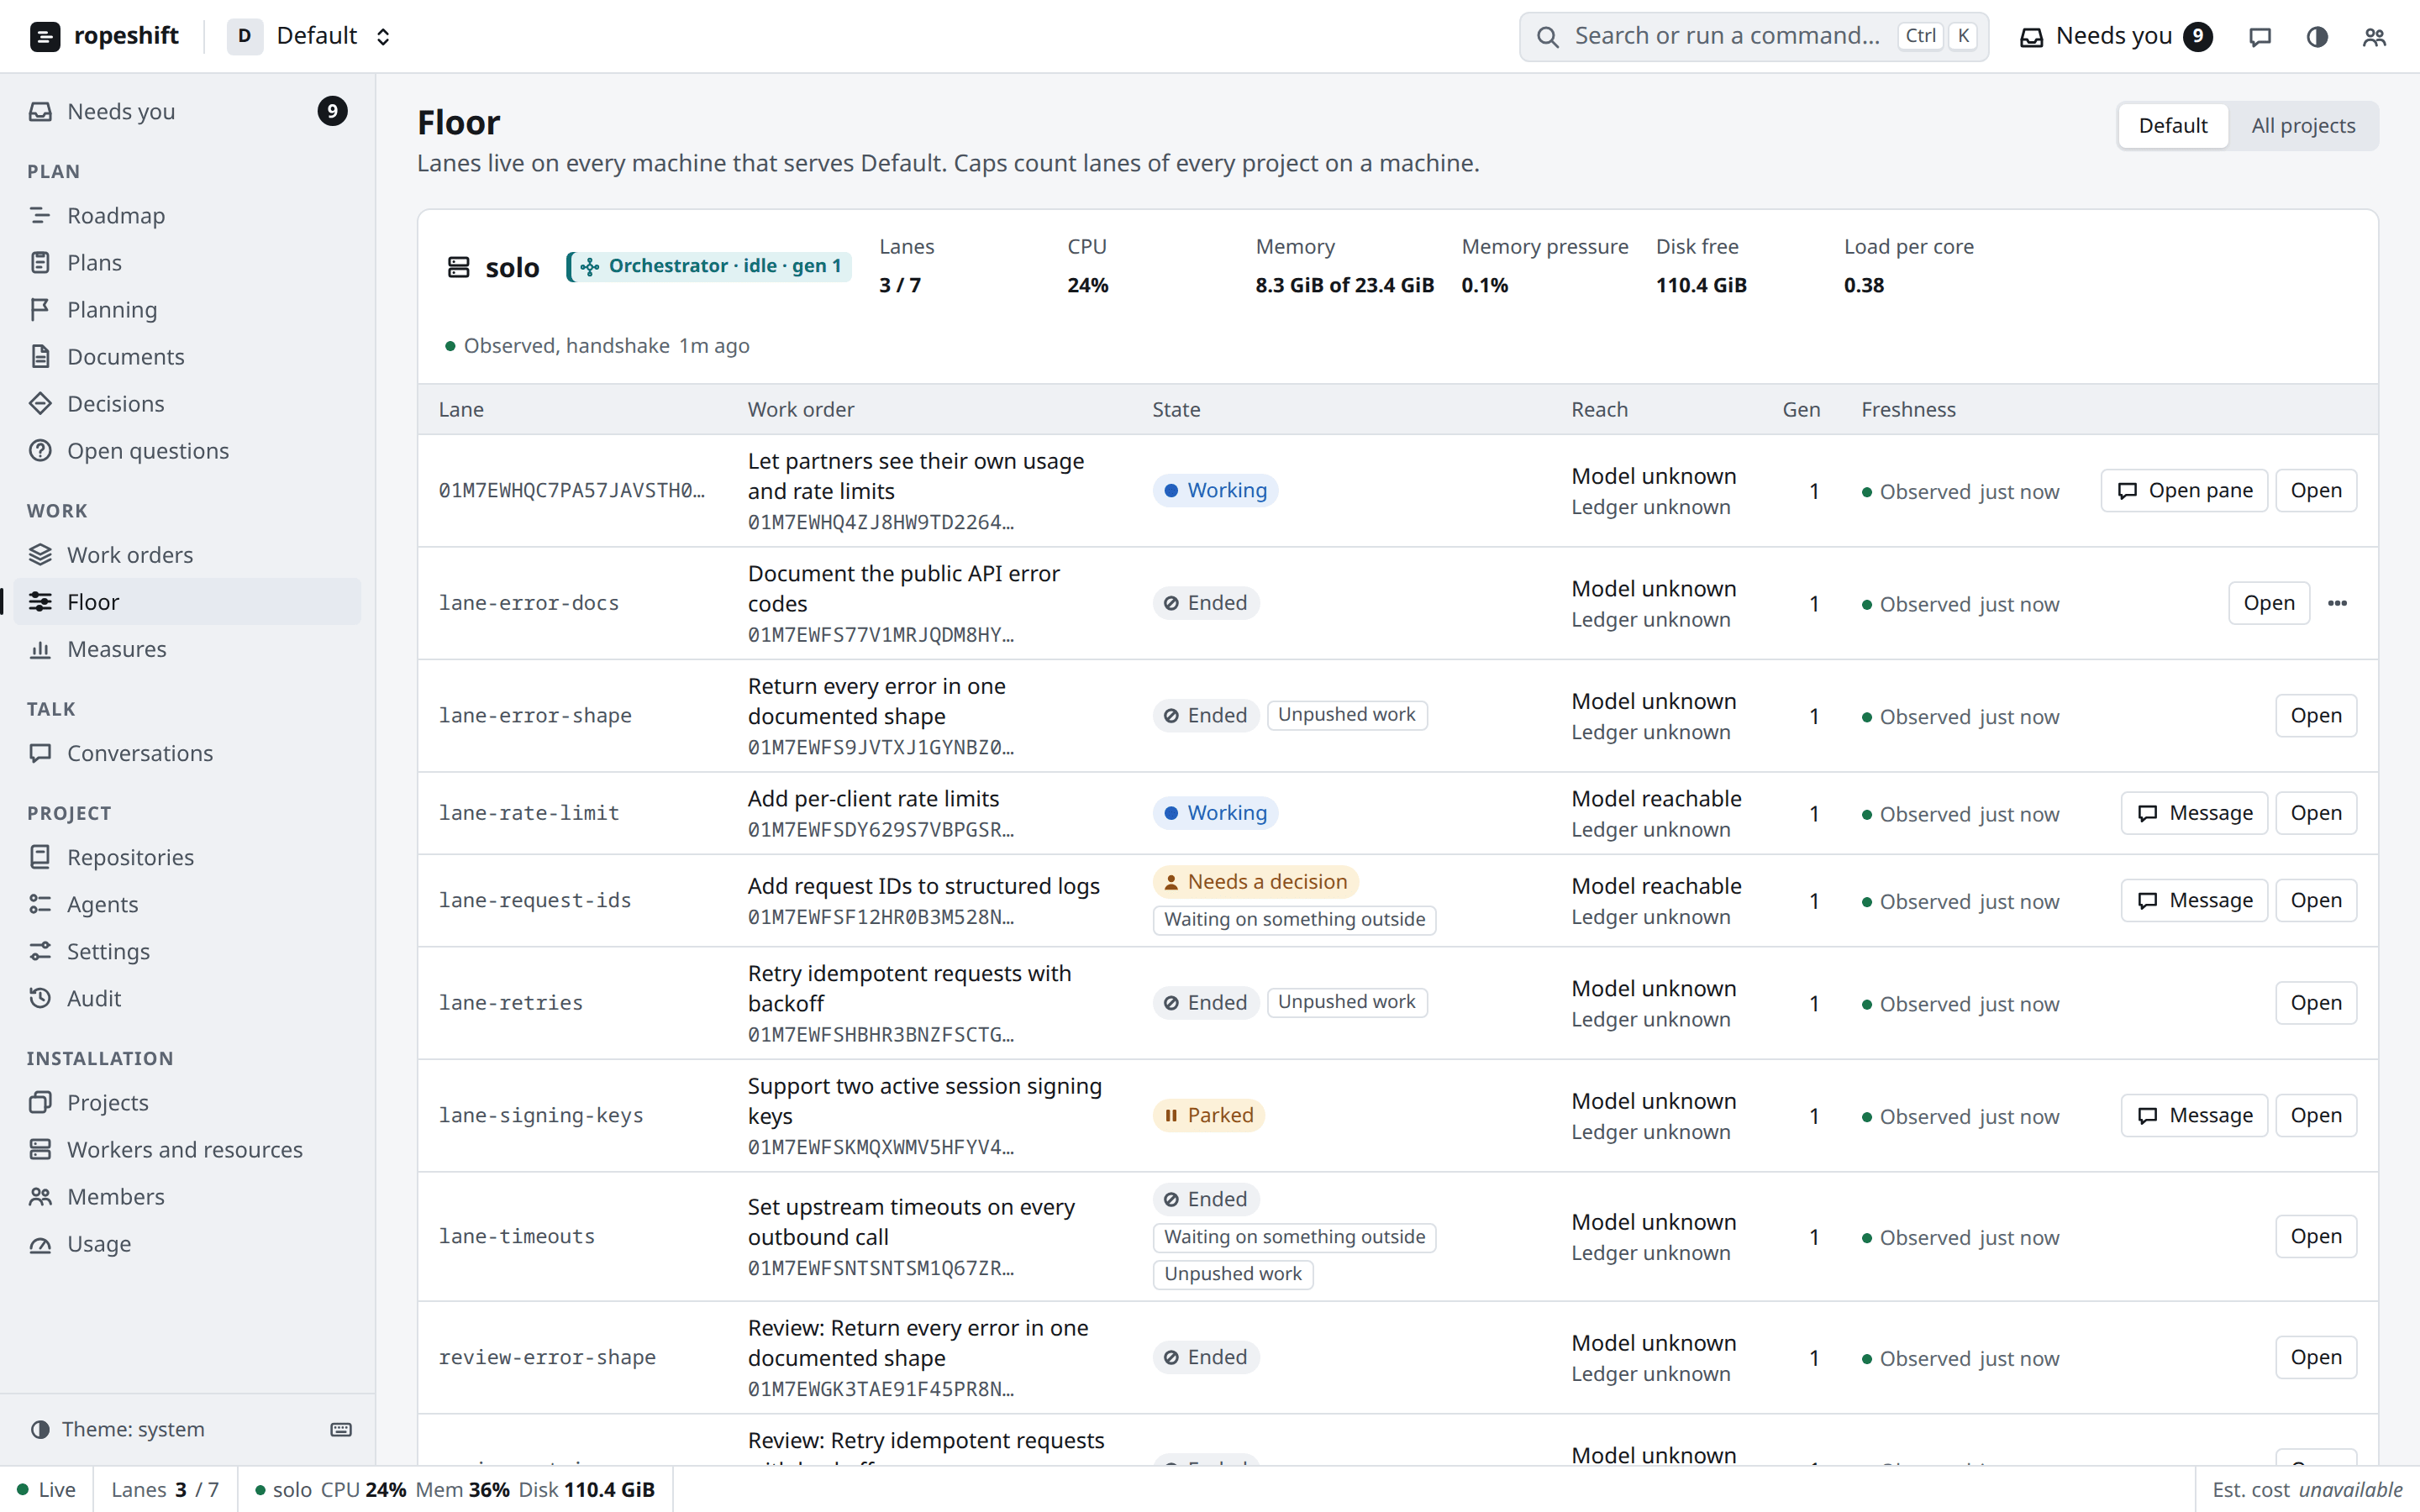 ropeshift
D Default
Search or run a command... Ctrl K
Needs you 9
Needs you 9
PLAN
Roadmap
Plans
Planning
Documents
Decisions
Open questions
WORK
Work orders
Floor
Measures
TALK
Conversations
PROJECT
Repositories
Agents
Settings
Audit
INSTALLATION
Projects
Workers and resources
Members
Usage
Theme: system
Floor
Lanes live on every machine that serves Default. Caps count lanes of every project on a machine.
Default All projects
solo
Orchestrator · idle · gen 1
Lanes CPU Memory Memory pressure Disk free Load per core
3 / 7 24% 8.3 GiB of 23.4 GiB 0.1% 110.4 GiB 0.38
Observed, handshake 1m ago
Lane Work order State Reach Gen Freshness
01M7EWHQC7PA57JAVSTH0…
Let partners see their own usage
and rate limits
01M7EWHQ4ZJ8HW9TD2264…
Working
Model unknown
Ledger unknown
1
Observed just now
Open pane Open
lane-error-docs
Document the public API error
codes
01M7EWFS77V1MRJQDM8HY…
Ended
Model unknown
Ledger unknown
1
Observed just now
Open
lane-error-shape
Return every error in one
documented shape
01M7EWFS9JVTXJ1GYNBZ0…
Ended Unpushed work
Model unknown
Ledger unknown
1
Observed just now
Open
lane-rate-limit
Add per-client rate limits
01M7EWFSDY629S7VBPGSR…
Working
Model reachable
Ledger unknown
1
Observed just now
Message Open
lane-request-ids
Add request IDs to structured logs
01M7EWFSF12HR0B3M528N…
Needs a decision
Waiting on something outside
Model reachable
Ledger unknown
1
Observed just now
Message Open
lane-retries
Retry idempotent requests with
backoff
01M7EWFSHBHR3BNZFSCTG…
Ended Unpushed work
Model unknown
Ledger unknown
1
Observed just now
Open
lane-signing-keys
Support two active session signing
keys
01M7EWFSKMQXWMV5HFYV4…
Parked
Model unknown
Ledger unknown
1
Observed just now
Message Open
lane-timeouts
Set upstream timeouts on every
outbound call
01M7EWFSNTSNTSM1Q67ZR…
Ended
Waiting on something outside
Unpushed work
Model unknown
Ledger unknown
1
Observed just now
Open
review-error-shape
Review: Return every error in one
documented shape
01M7EWGK3TAE91F45PR8N…
Ended
Model unknown
Ledger unknown
1
Observed just now
Open
Review: Retry idempotent requests
Model unknown
Live
Lanes 3 / 7
solo CPU 24% Mem 36% Disk 110.4 GiB
Est. cost unavailable